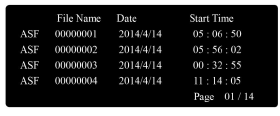 File Name Date Start Time
ASF 00000001 2014/4/14 05 : 06 : 50
ASF 00000002 2014/4/14 05 : 56 : 02
ASF 00000003 2014/4/14 00 : 32 : 55
ASF 00000004 2014/4/14 11 : 14 : 05
Page 01 / 14